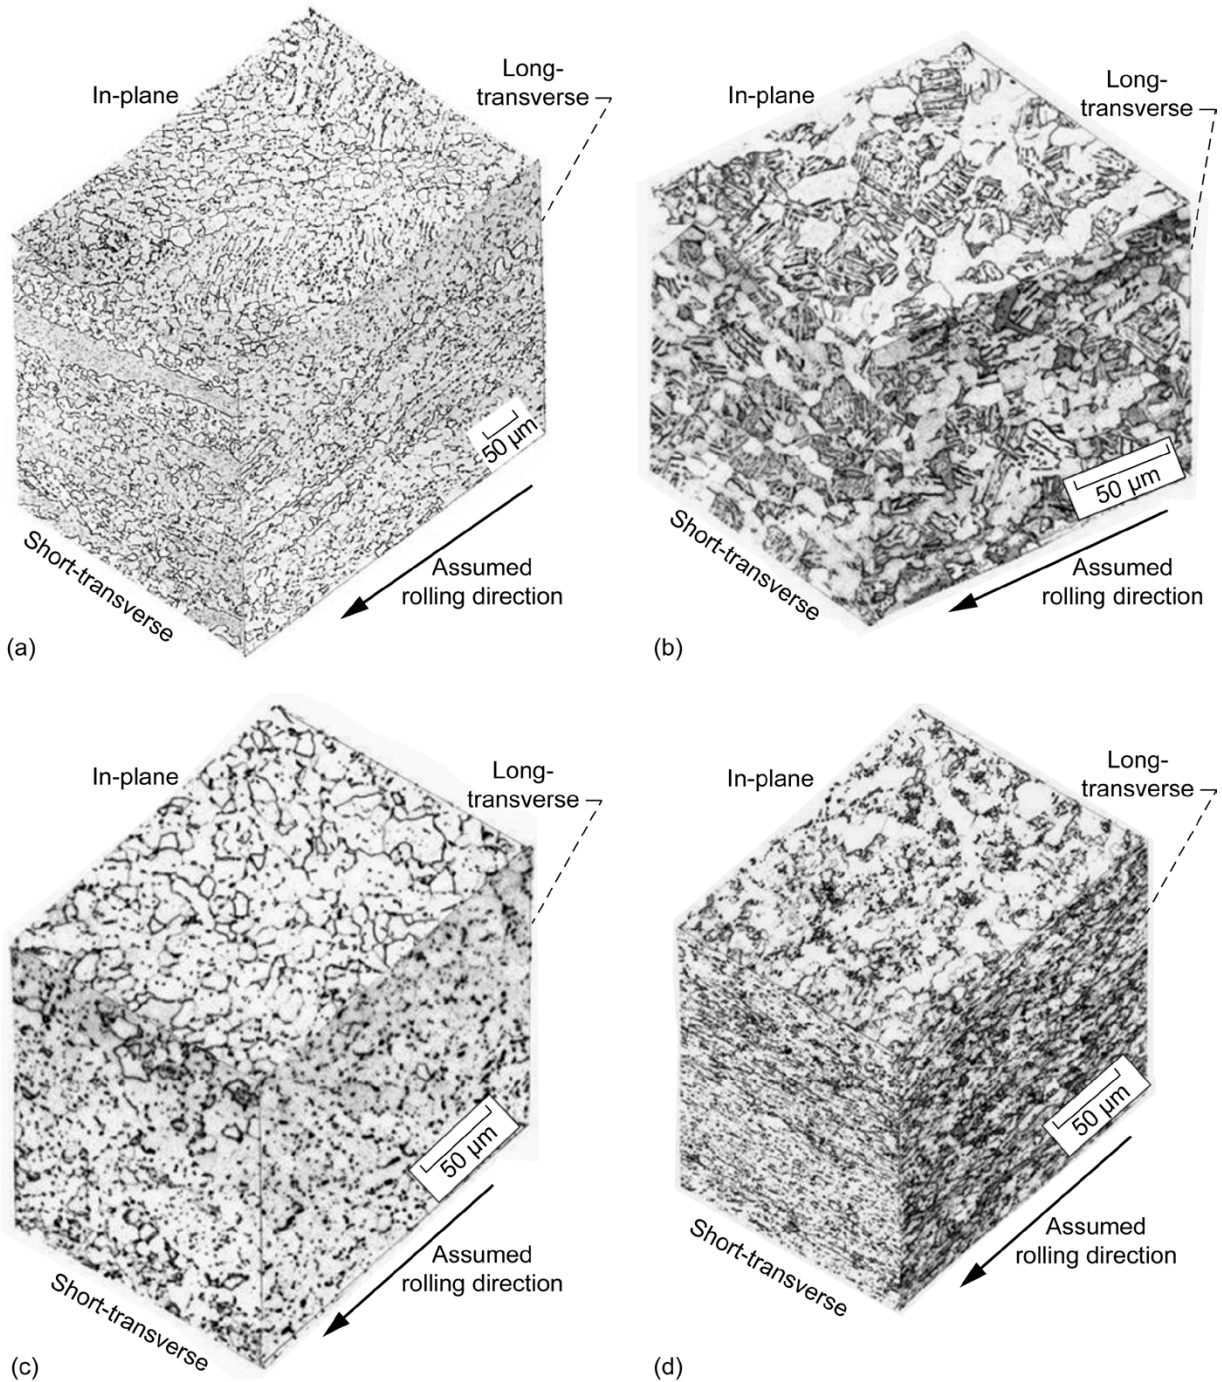 In-plane
Long-
transverse
50 µm
Short-transverse
Assumed
rolling direction
(a)
In-plane
Long-
transverse
50 µm
Short-transverse
Assumed
rolling direction
(b)
In-plane
Long-
transverse
50 µm
Short-transverse
Assumed
rolling direction
(c)
In-plane
Long-
transverse
50 µm
Short-transverse
Assumed
rolling direction
(d)